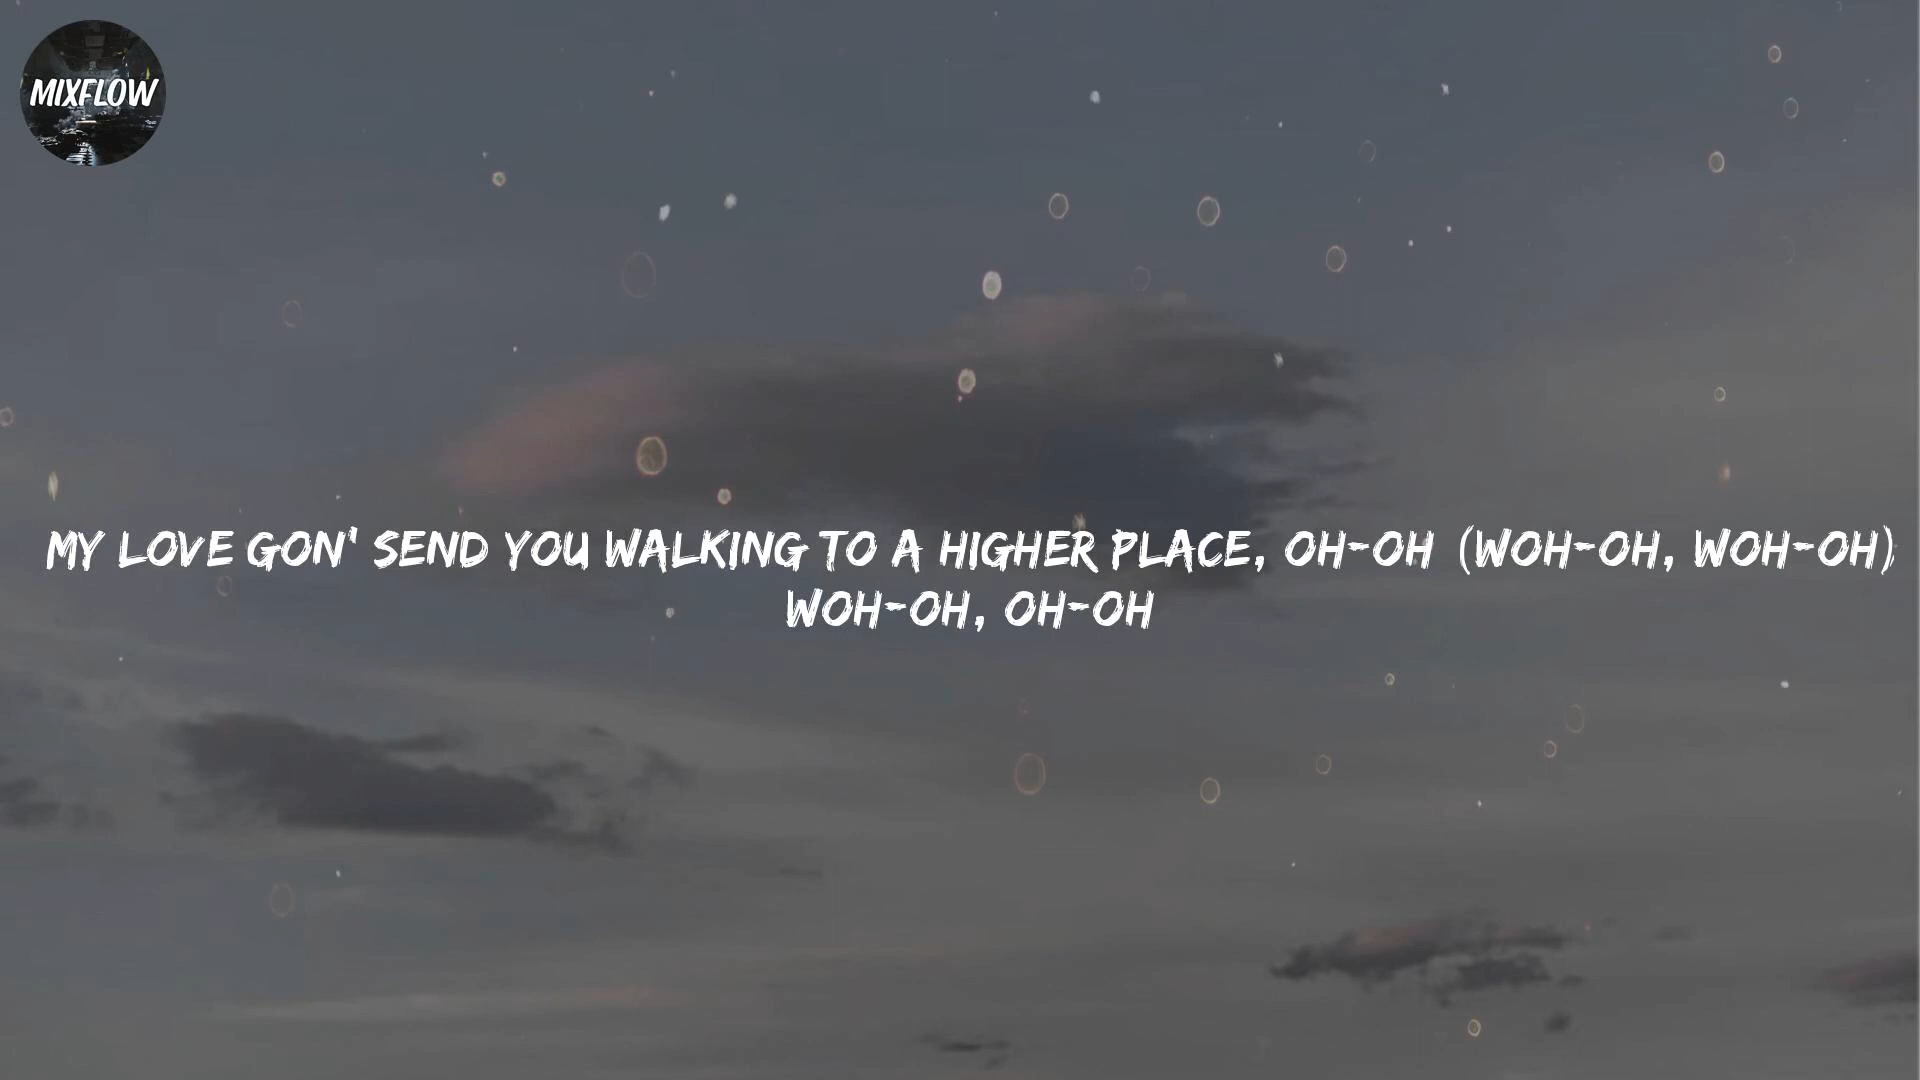 MIXFLOW
MY LOVE GON' SEND YOU WALKING TO A HIGHER PLACE, OH-OH (WOH-OH, WOH-OH)
WOH-OH, OH-OH